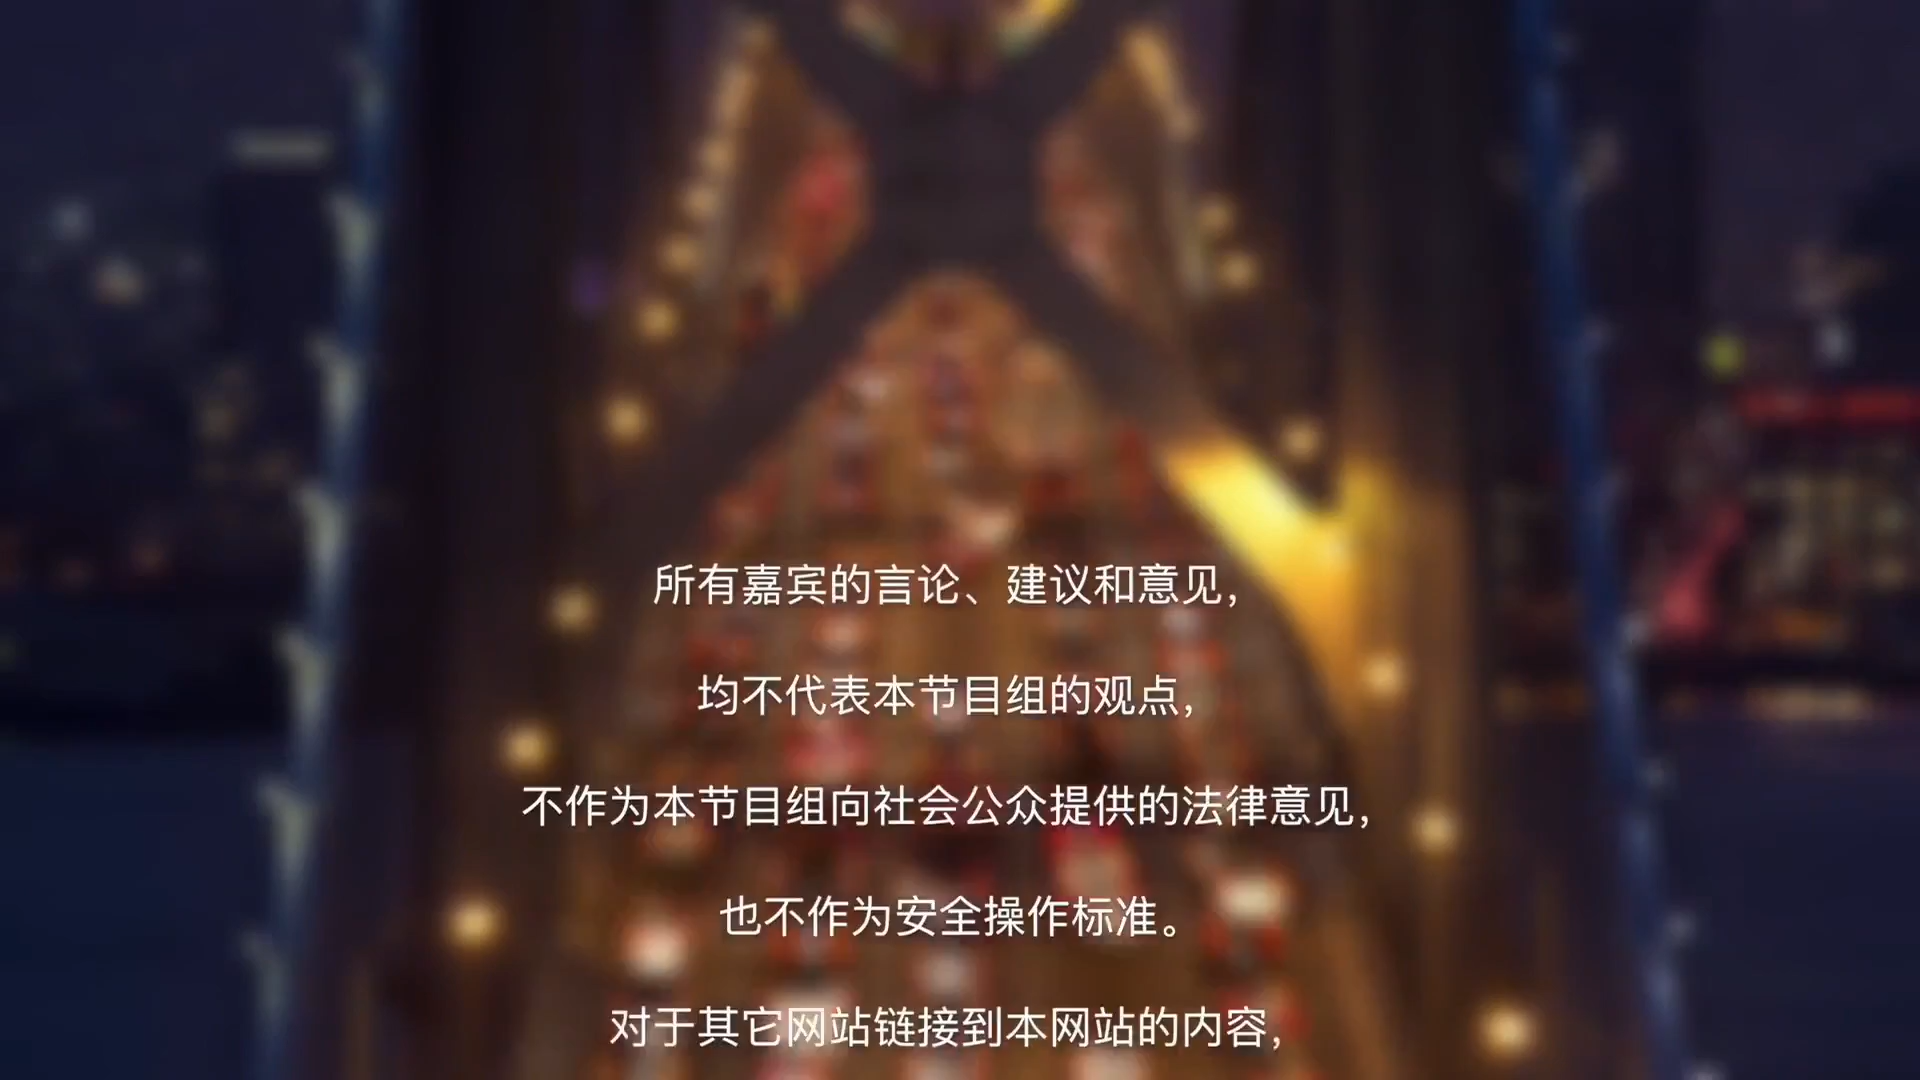 所有嘉宾的言论、建议和意见，
均不代表本节目组的观点，
不作为本节目组向社会公众提供的法律意见，
也不作为安全操作标准。
对于其它网站链接到本网站的内容，